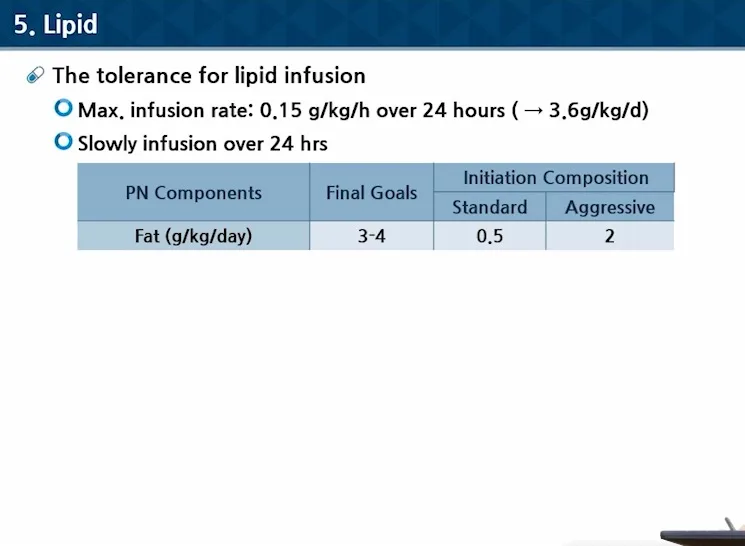 5. Lipid
The tolerance for lipid infusion
Max. infusion rate: 0.15 g/kg/h over 24 hours ( → 3.6g/kg/d)
Slowly infusion over 24 hrs
PN Components Final Goals Initiation Composition
Standard Aggressive
Fat (g/kg/day) 3-4 0.5 2